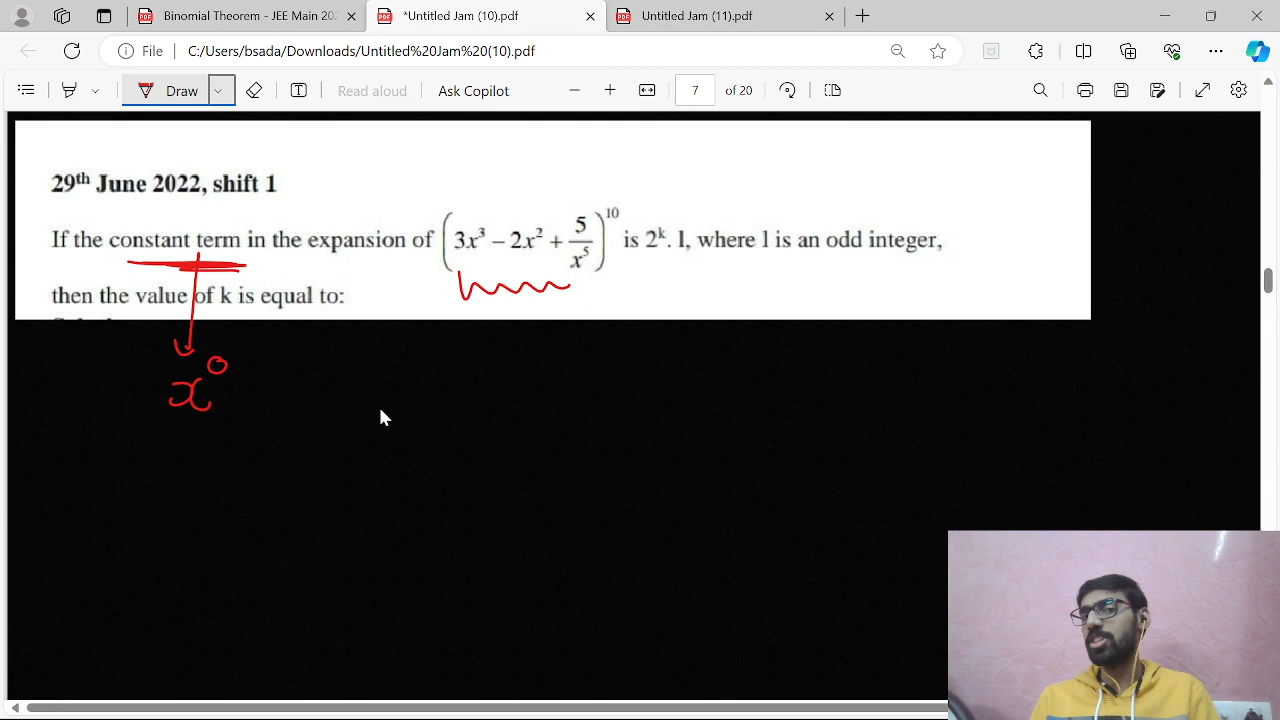 Binomial Theorem - JEE Main 202
*Untitled Jam (10).pdf
Untitled Jam (11).pdf
File
C:/Users/bsada/Downloads/Untitled%20Jam%20(10).pdf
Draw
Read aloud
Ask Copilot
7
of 20
29th June 2022, shift 1
If the constant term in the expansion of (3x³ – 2x² + 5/x⁵)¹⁰ is 2ᵏ. l, where l is an odd integer,
then the value of k is equal to:
x⁰